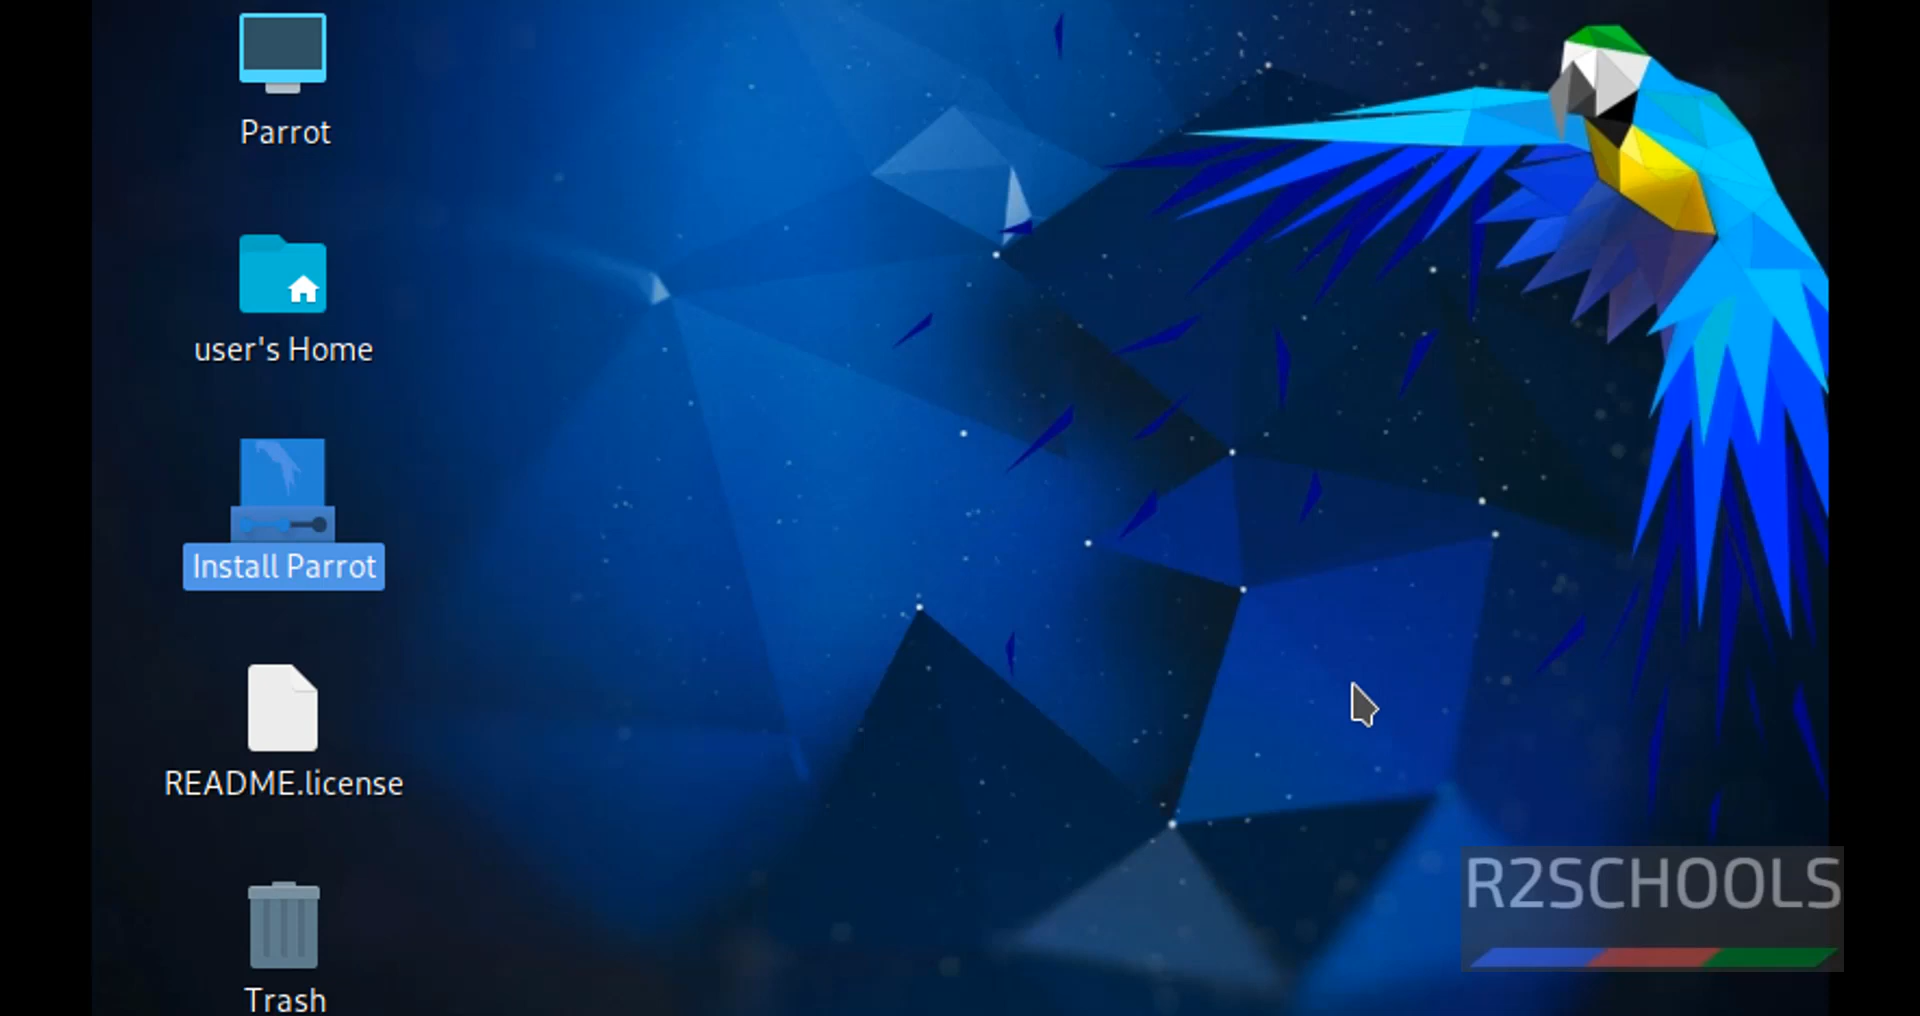 Parrot
user's Home
Install Parrot
README.license
Trash
R2SCHOOLS